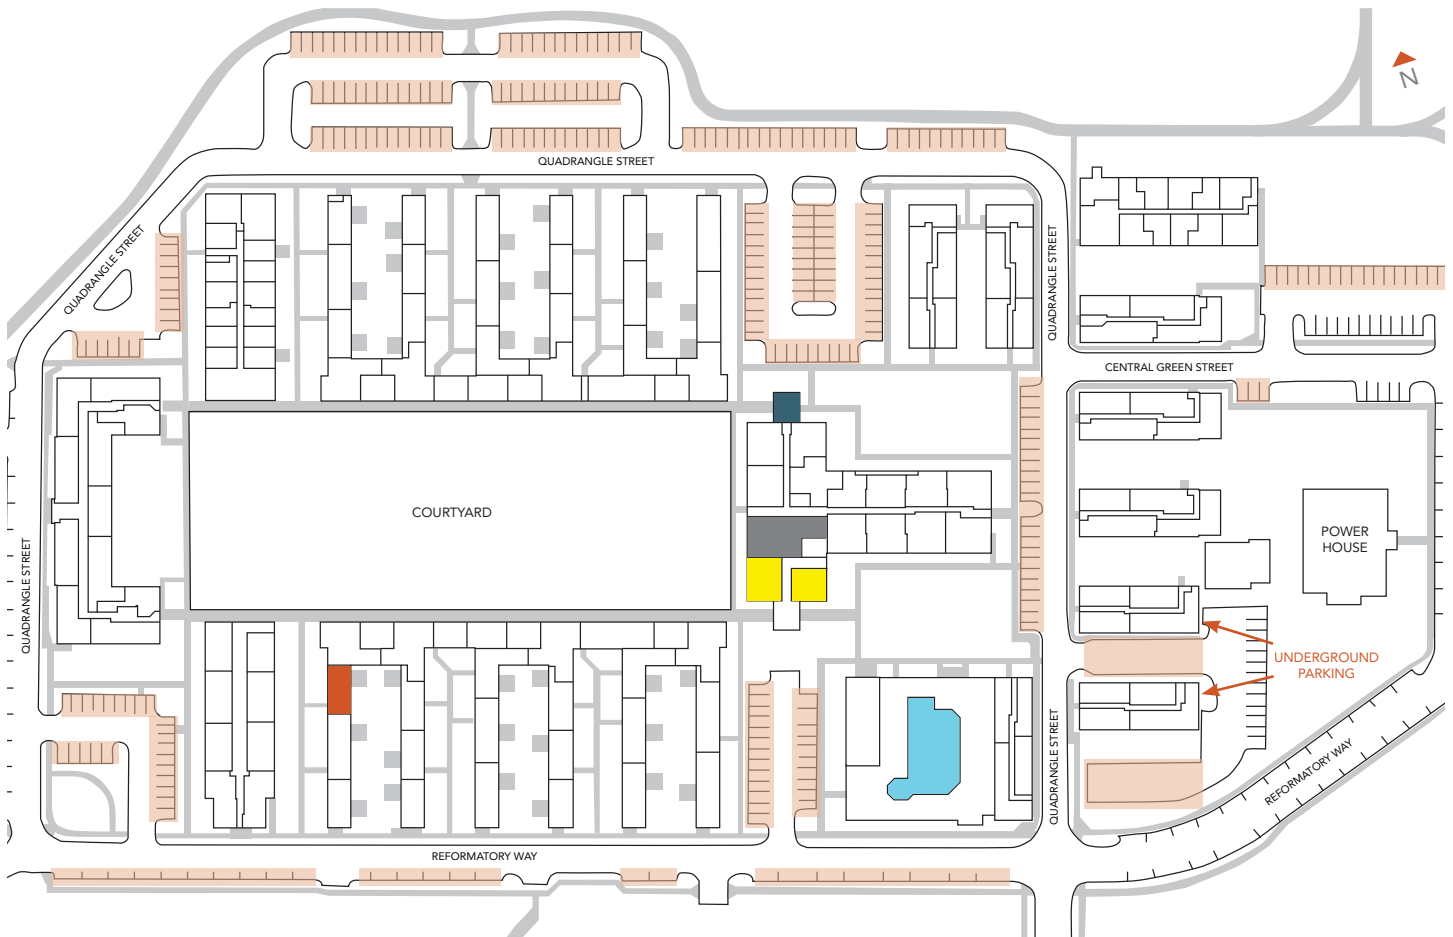 N
QUADRANGLE STREET
QUADRANGLE STREET
QUADRANGLE STREET
CENTRAL GREEN STREET
COURTYARD
POWER
HOUSE
QUADRANGLE STREET
UNDERGROUND
PARKING
QUADRANGLE STREET
REFORMATORY WAY
REFORMATORY WAY